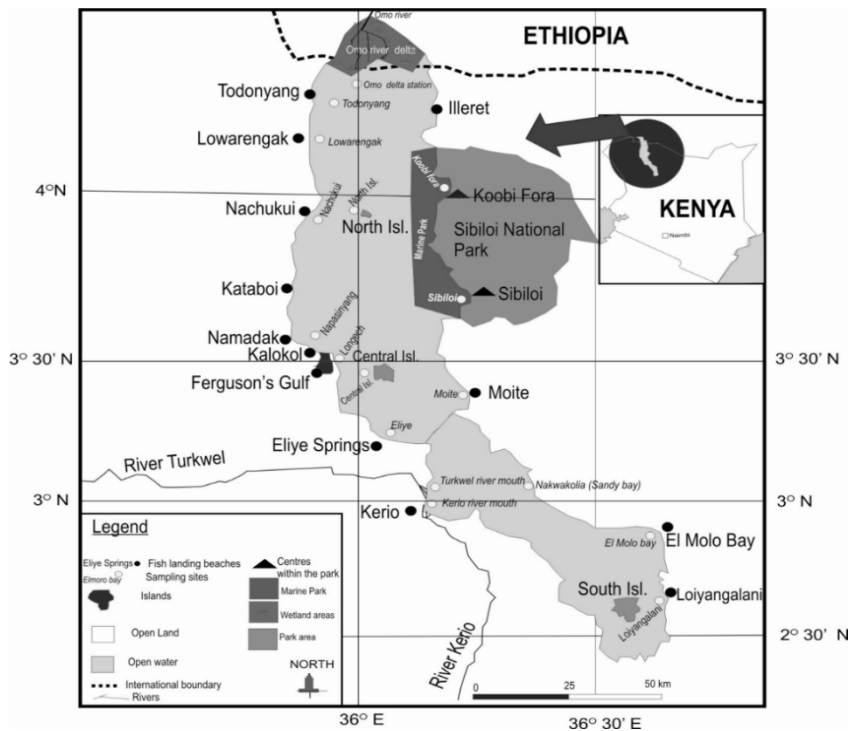 Omo river
ETHIOPIA
Omo river delta
Omo delta station
Todonyang
Todonyang
Illeret
Lowarengak
Lowarengak
Koobi fora
4°N
Nachukui
Nachukui
North Isl.
North Isl.
Koobi Fora
Marine Park
Sibiloi National
Park
KENYA
Nairobi
Kataboi
Sibiloi
Sibiloi
Napasinyang
Namadak
Longech
Kalokol
3° 30' N
Central Isl.
3° 30' N
Ferguson's Gulf
Central Isl.
Moite
Moite
Eliye
Eliye Springs
River Turkwel
Turkwel river mouth
Nakwakolia (Sandy bay)
3° N
3° N
Kerio
Kerio river mouth
El Molo bay
El Molo Bay
South Isl.
Loiyangalani
Loiyangalani
2° 30' N
River Kerio
Legend
Eliye Springs
Fish landing beaches
Elmoro bay
Sampling sites
Islands
Open Land
Open water
International boundary
Rivers
Centres
within the park
Marine Park
Wetland areas
Park area
NORTH
0
25
50 km
36° E
36° 30' E